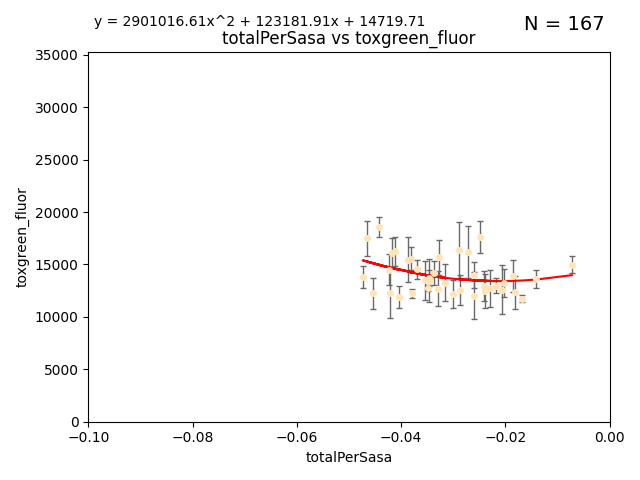 y = 2901016.61x^2 + 123181.91x + 14719.71
N = 167
totalPerSasa vs toxgreen_fluor
35000
30000
25000
20000
15000
10000
5000
0
toxgreen_fluor
−0.10
−0.08
−0.06
−0.04
−0.02
0.00
totalPerSasa